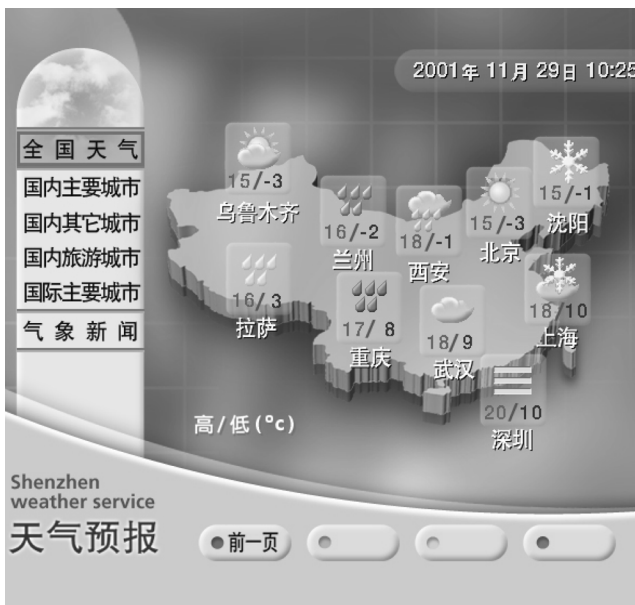 2001年 11月 29日 10:25
全国天气
国内主要城市
国内其它城市
国内旅游城市
国际主要城市
气象新闻
15/-3
乌鲁木齐
16/-2
兰州
18/-1
西安
15/-3
北京
15/-1
沈阳
16/3
拉萨
17/ 8
重庆
18/9
武汉
18/10
上海
20/10
深圳
高/低(°c)
Shenzhen
weather service
天气预报
前一页